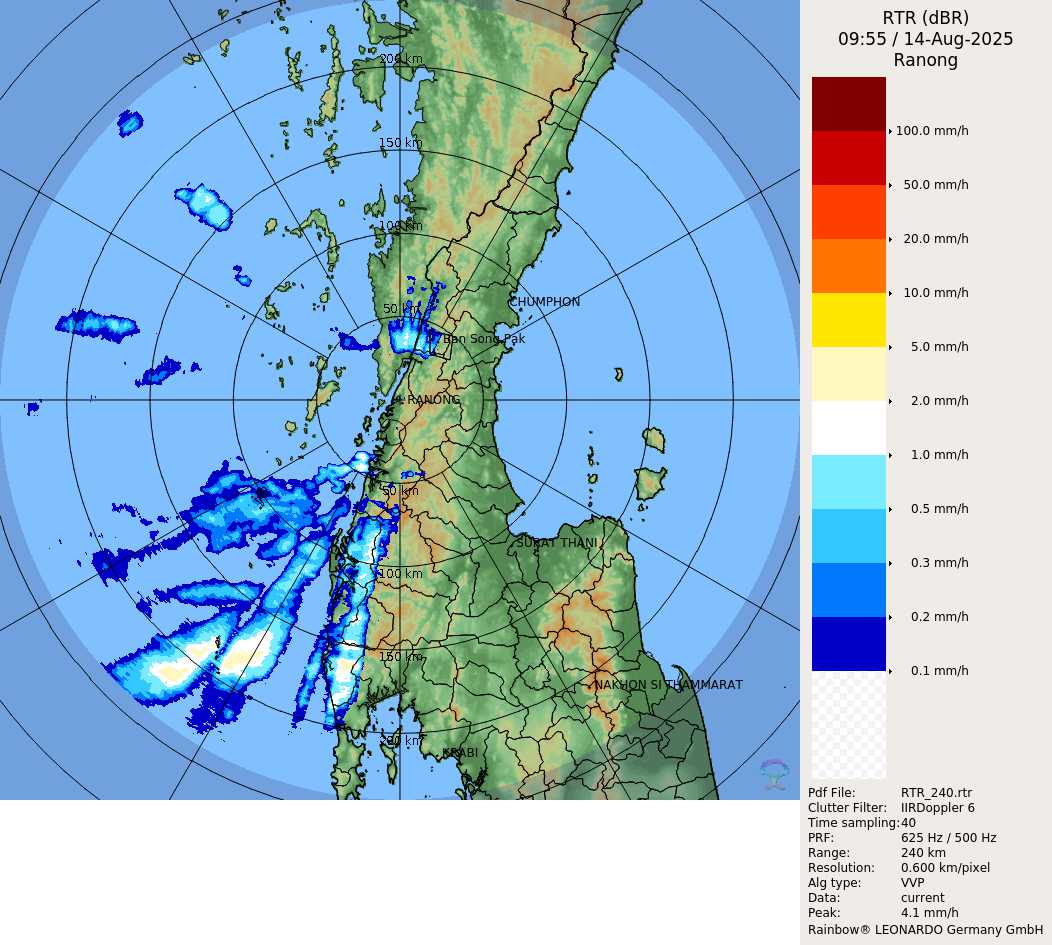 RTR (dBR)
09:55 / 14-Aug-2025
Ranong
200 km
150 km
100 km
50 km
CHUMPHON
Ban Song Pak
RANONG
50 km
SURAT THANI
100 km
150 km
NAKHON SI THAMMARAT
200 km
KRABI
100.0 mm/h
50.0 mm/h
20.0 mm/h
10.0 mm/h
5.0 mm/h
2.0 mm/h
1.0 mm/h
0.5 mm/h
0.3 mm/h
0.2 mm/h
0.1 mm/h
Pdf File: RTR_240.rtr
Clutter Filter: IIRDoppler 6
Time sampling:40
PRF: 625 Hz / 500 Hz
Range: 240 km
Resolution: 0.600 km/pixel
Alg type: VVP
Data: current
Peak: 4.1 mm/h
Rainbow® LEONARDO Germany GmbH